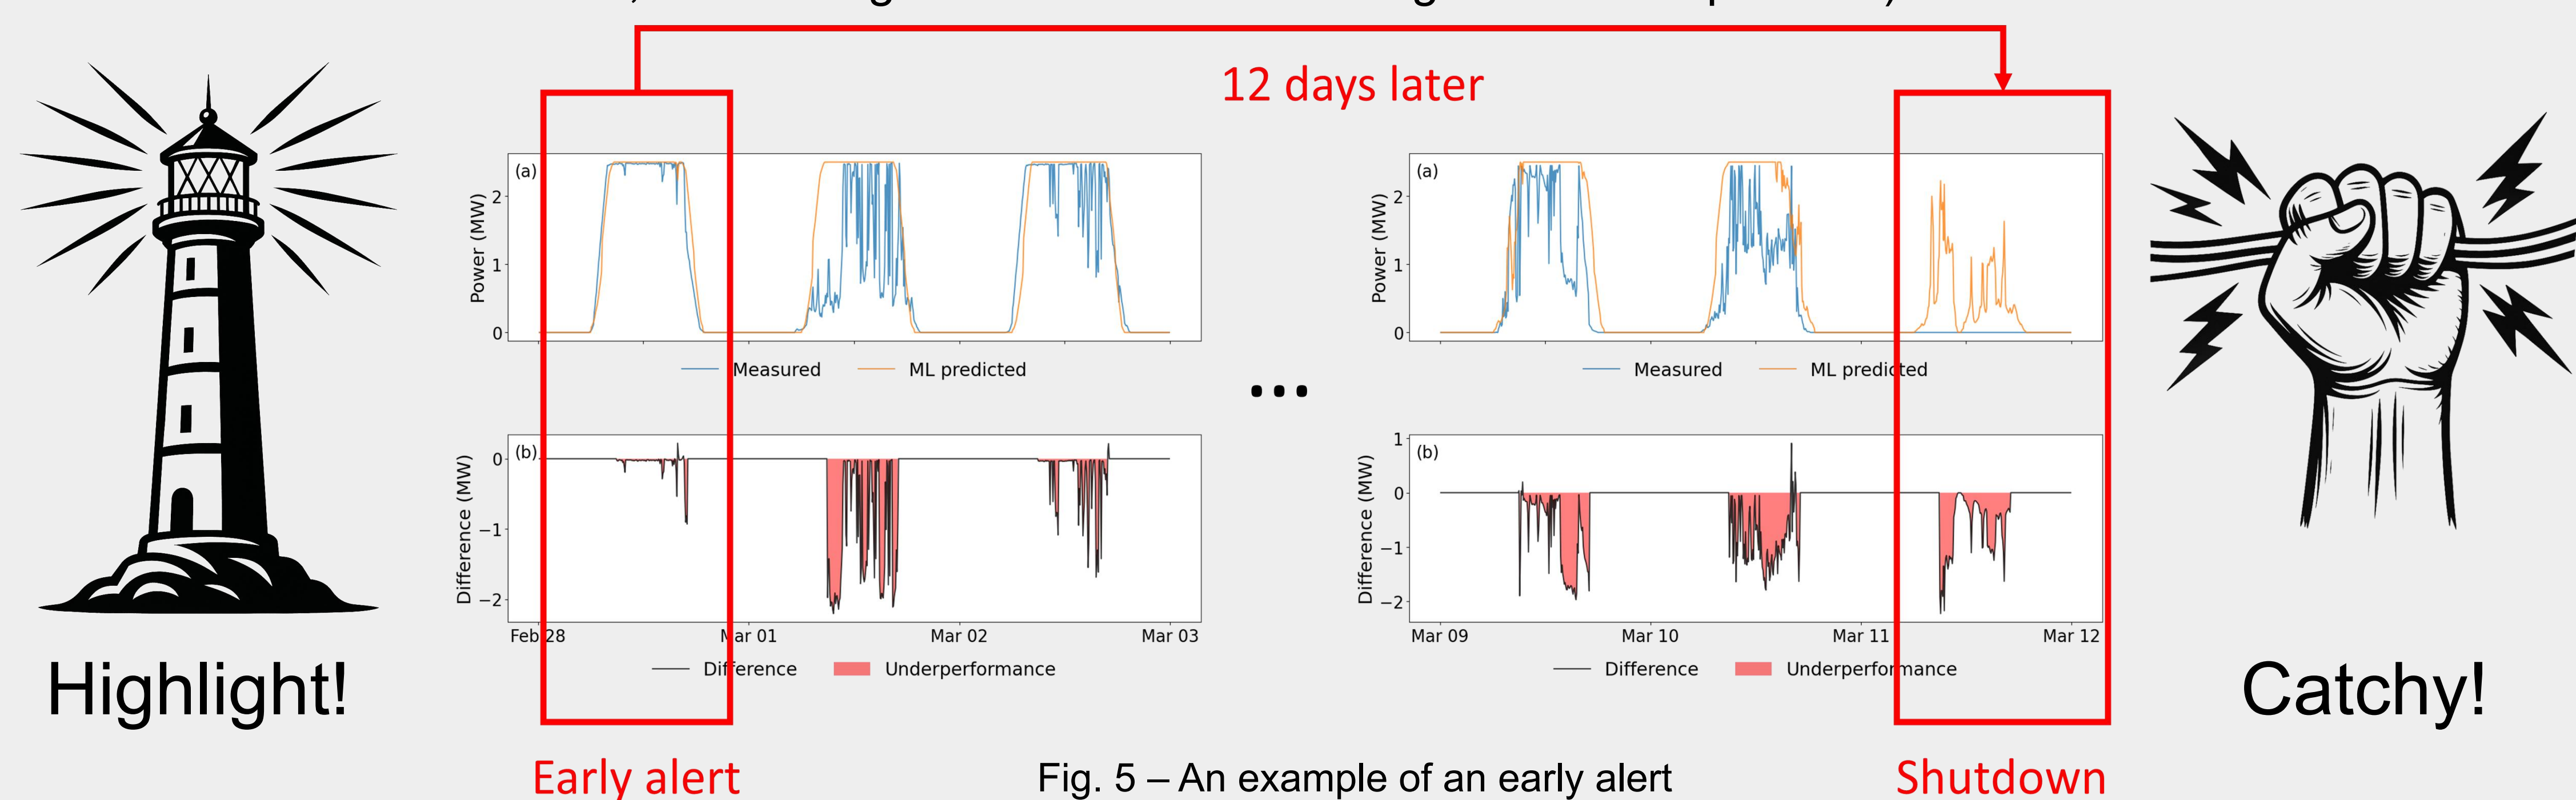 12 days later
(a)
Power (MW)
2
1
0
Measured
ML predicted
(b)
Difference (MW)
0
−1
−2
Feb 28
Mar 01
Mar 02
Mar 03
Difference
Underperformance
...
(a)
Power (MW)
2
1
0
Measured
ML predicted
(b)
Difference (MW)
1
0
−1
−2
Mar 09
Mar 10
Mar 11
Mar 12
Difference
Underperformance
Highlight!
Catchy!
Early alert
Fig. 5 – An example of an early alert
Shutdown